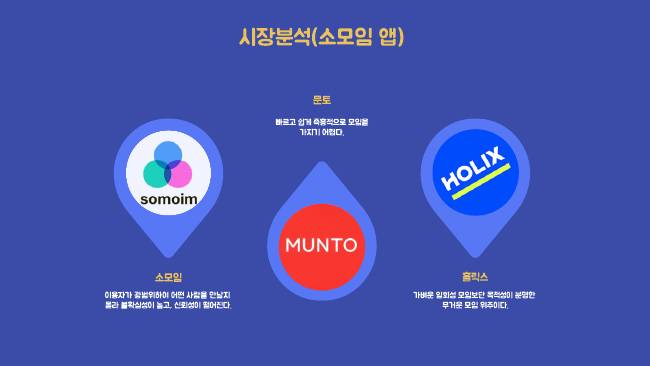 시장분석(소모임 앱)
문토
빠르고 쉽게 즉흥적으로 모임을
가지기 어렵다.
somoim
MUNTO
HOLIX
소모임
이용자가 광범위하여 어떤 사람을 만날지
몰라 불확실성이 높고, 신뢰성이 떨어진다.
홀릭스
가벼운 일회성 모임보단 목적성이 분명한
무거운 모임 위주이다.